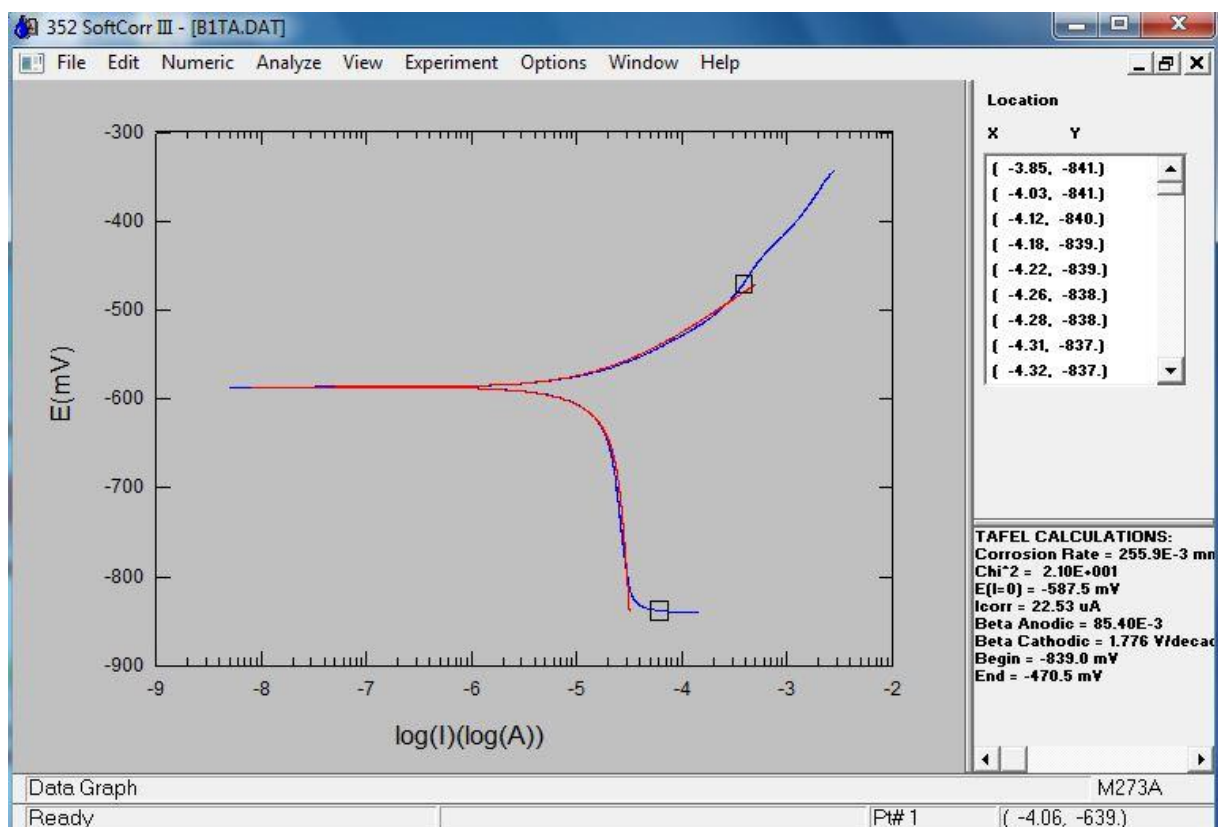 352 SoftCorr III - [B1TA.DAT]
File Edit Numeric Analyze View Experiment Options Window Help
Location
X Y
( -3.85, -841.)
( -4.03, -841.)
( -4.12, -840.)
( -4.18, -839.)
( -4.22, -839.)
( -4.26, -838.)
( -4.28, -838.)
( -4.31, -837.)
( -4.32, -837.)
-300
-400
-500
-600
-700
-800
-900
E(mV)
-9 -8 -7 -6 -5 -4 -3 -2
log(I)(log(A))
TAFEL CALCULATIONS:
Corrosion Rate = 255.9E-3 mm
Chi^2 = 2.10E+001
E(I=0) = -587.5 mV
Icorr = 22.53 uA
Beta Anodic = 85.40E-3
Beta Cathodic = 1.776 V/decad
Begin = -839.0 mV
End = -470.5 mV
Data Graph M273A
Ready Pt# 1 ( -4.06, -639.)